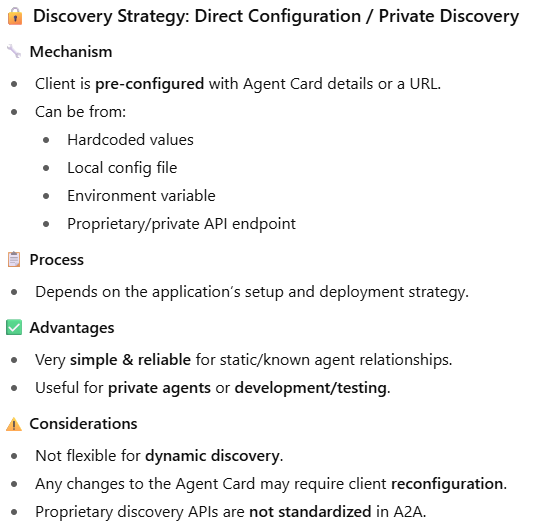 🔒 Discovery Strategy: Direct Configuration / Private Discovery
🔧 Mechanism
• Client is pre-configured with Agent Card details or a URL.
• Can be from:
• Hardcoded values
• Local config file
• Environment variable
• Proprietary/private API endpoint
📋 Process
• Depends on the application's setup and deployment strategy.
✅ Advantages
• Very simple & reliable for static/known agent relationships.
• Useful for private agents or development/testing.
⚠️ Considerations
• Not flexible for dynamic discovery.
• Any changes to the Agent Card may require client reconfiguration.
• Proprietary discovery APIs are not standardized in A2A.